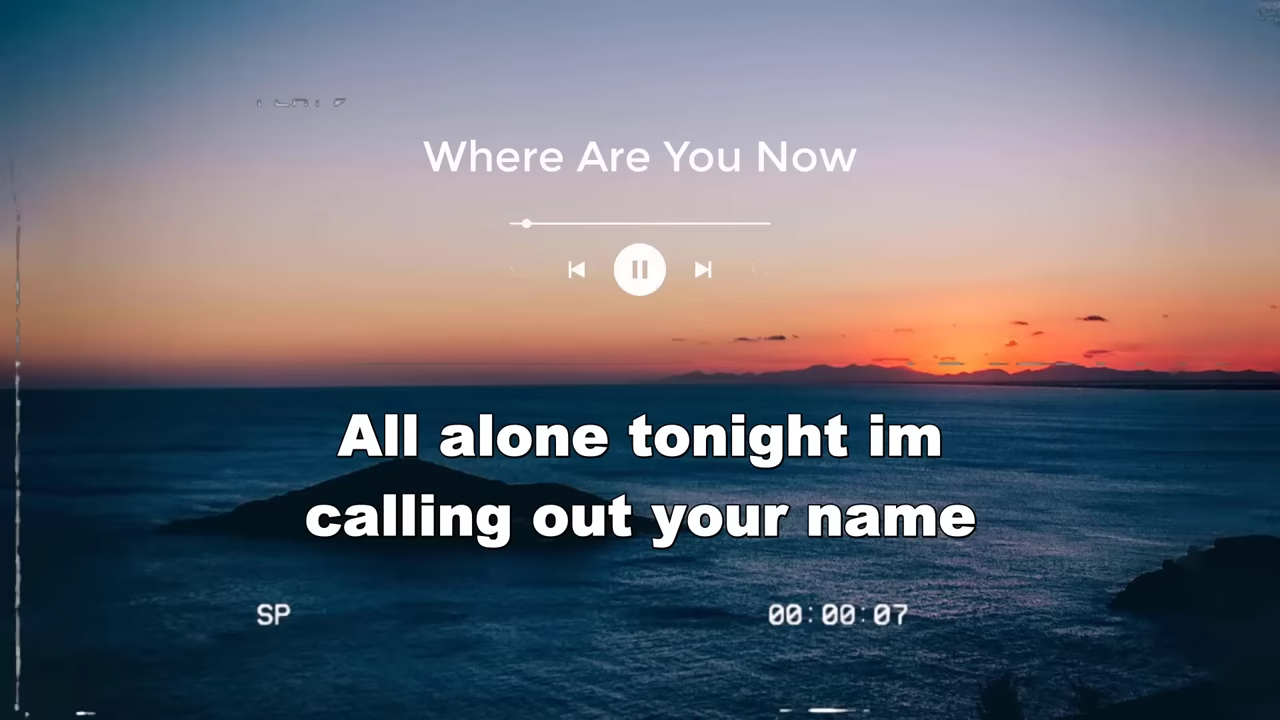 Where Are You Now
All alone tonight im
calling out your name
SP 00:00:07